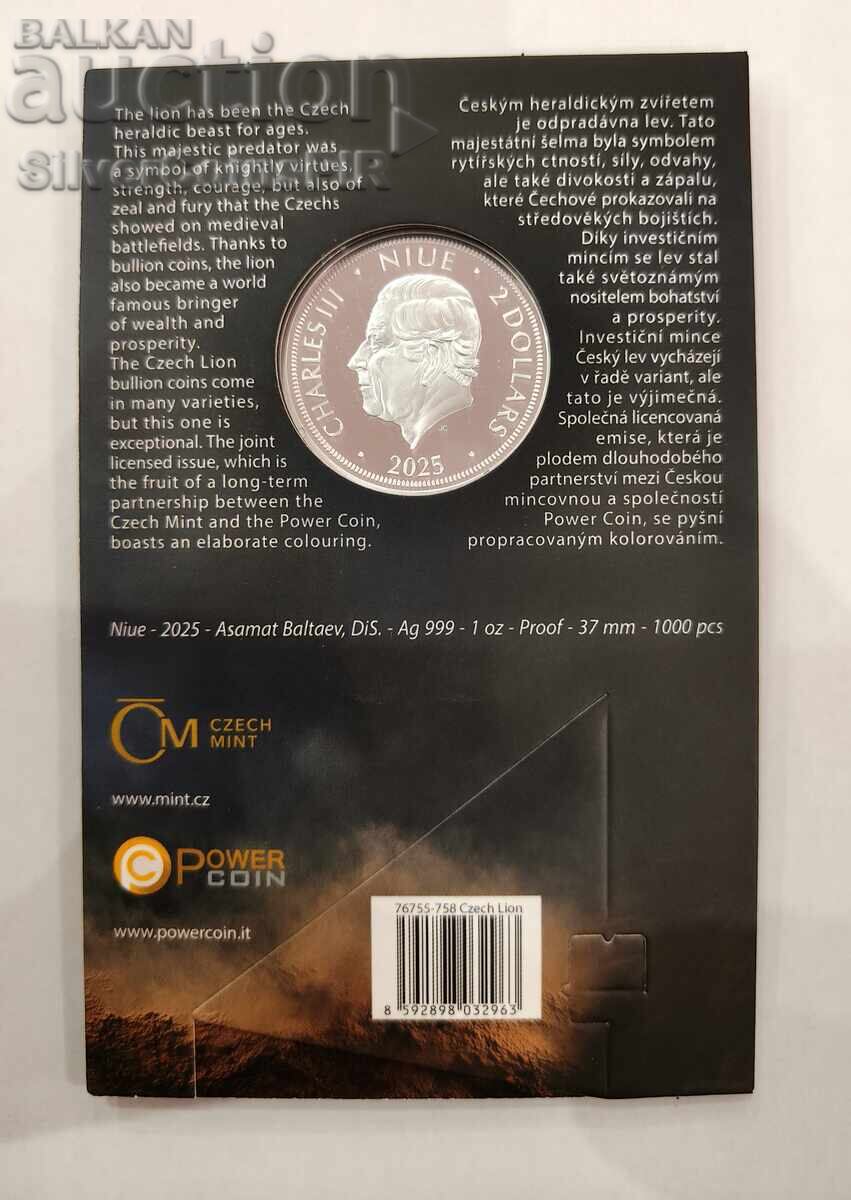 BALKAN
auction
The lion has been the Czech
heraldic beast for ages.
This majestic predator was
a symbol of knightly virtues,
strength, courage, but also of
zeal and fury that the Czechs
showed on medieval
battlefields. Thanks to
bullion coins, the lion
also became a world
famous bringer
of wealth and
prosperity.
The Czech Lion
bullion coins come
in many varieties,
but this one is
exceptional. The joint
licensed issue, which is
the fruit of a long-term
partnership between the
Czech Mint and the Power Coin,
boasts an elaborate colouring.
Českým heraldickým zvířetem
je odpradávna lev. Tato
majestátní šelma byla symbolem
rytířských ctností, síly, odvahy,
ale také divokosti a zápalu,
které Čechové prokazovali na
středověkých bojištích.
Díky investičním
mincím se lev stal
také světoznámým
nositelem bohatství
a prosperity.
Investiční mince
Český lev vycházejí
v řadě variant, ale
tato je výjimečná.
Společná licencovaná
emise, která je
plodem dlouhodobého
partnerství mezi Českou
mincovnou a společností
Power Coin, se pyšní
propracovaným kolorováním.
CHARLES III · NIUE · 2 DOLLARS · 2025 ·
JC
Niue - 2025 - Asamat Baltaev, DiS. - Ag 999 - 1 oz - Proof - 37 mm - 1000 pcs
CM CZECH
MINT
www.mint.cz
POWER
COIN
www.powercoin.it
76755-758 Czech Lion
8 592898 032963